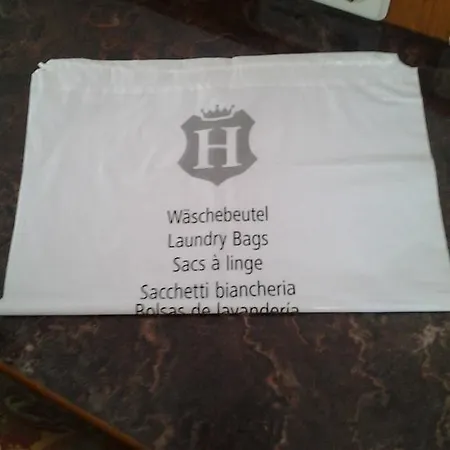 H
Wäschebeutel
Laundry Bags
Sacs à linge
Sacchetti biancheria
Bolsas de lavandería